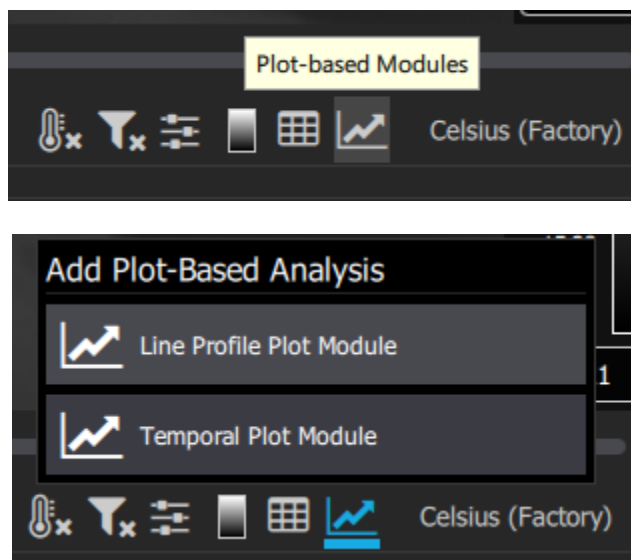 Plot-based Modules
Celsius (Factory)
Add Plot-Based Analysis
Line Profile Plot Module
1
Temporal Plot Module
Celsius (Factory)